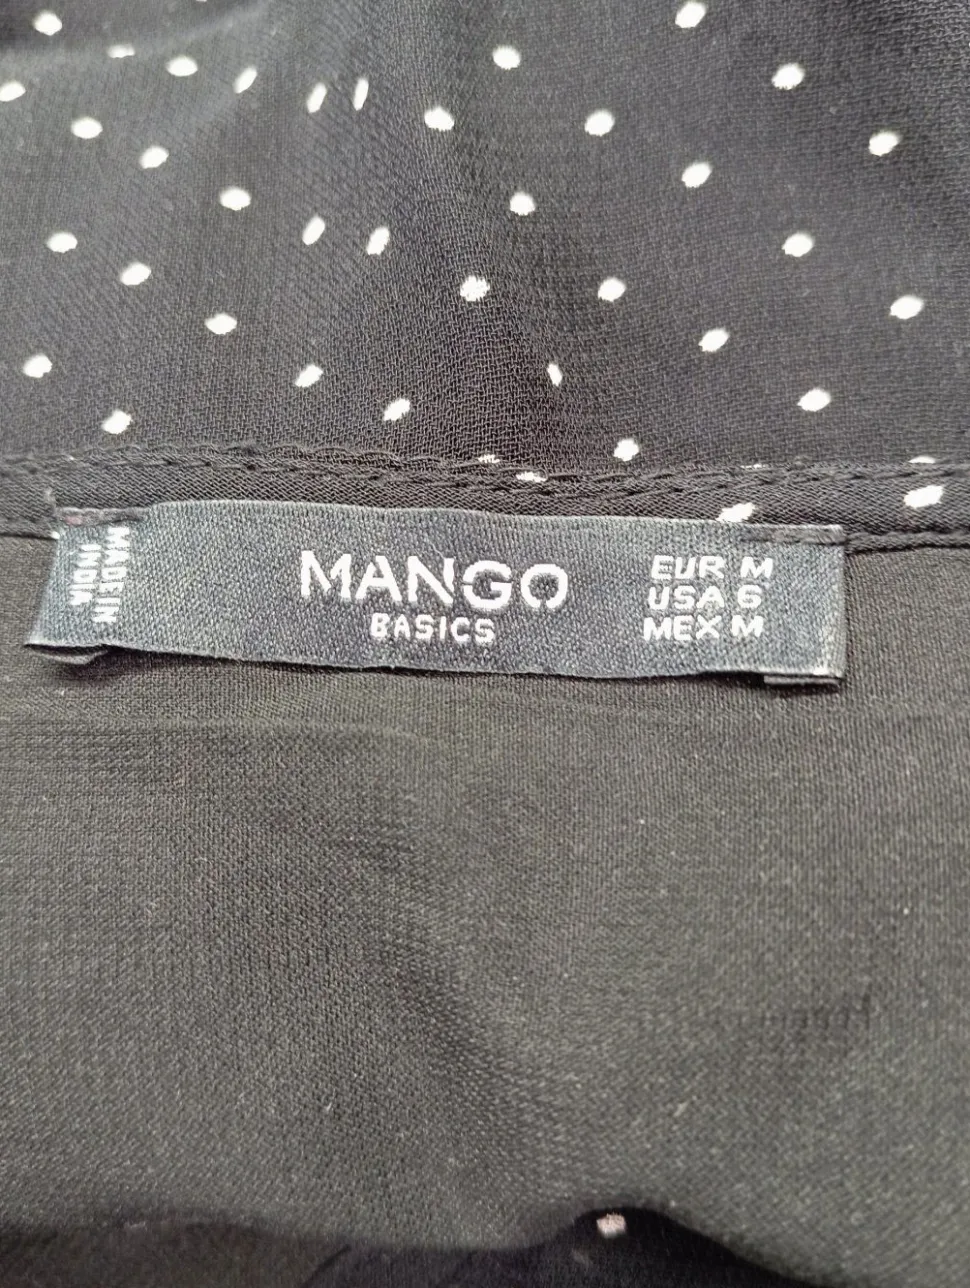 MADE IN
INDIA
MANGO
BASICS
EUR M
USA 6
MEX M